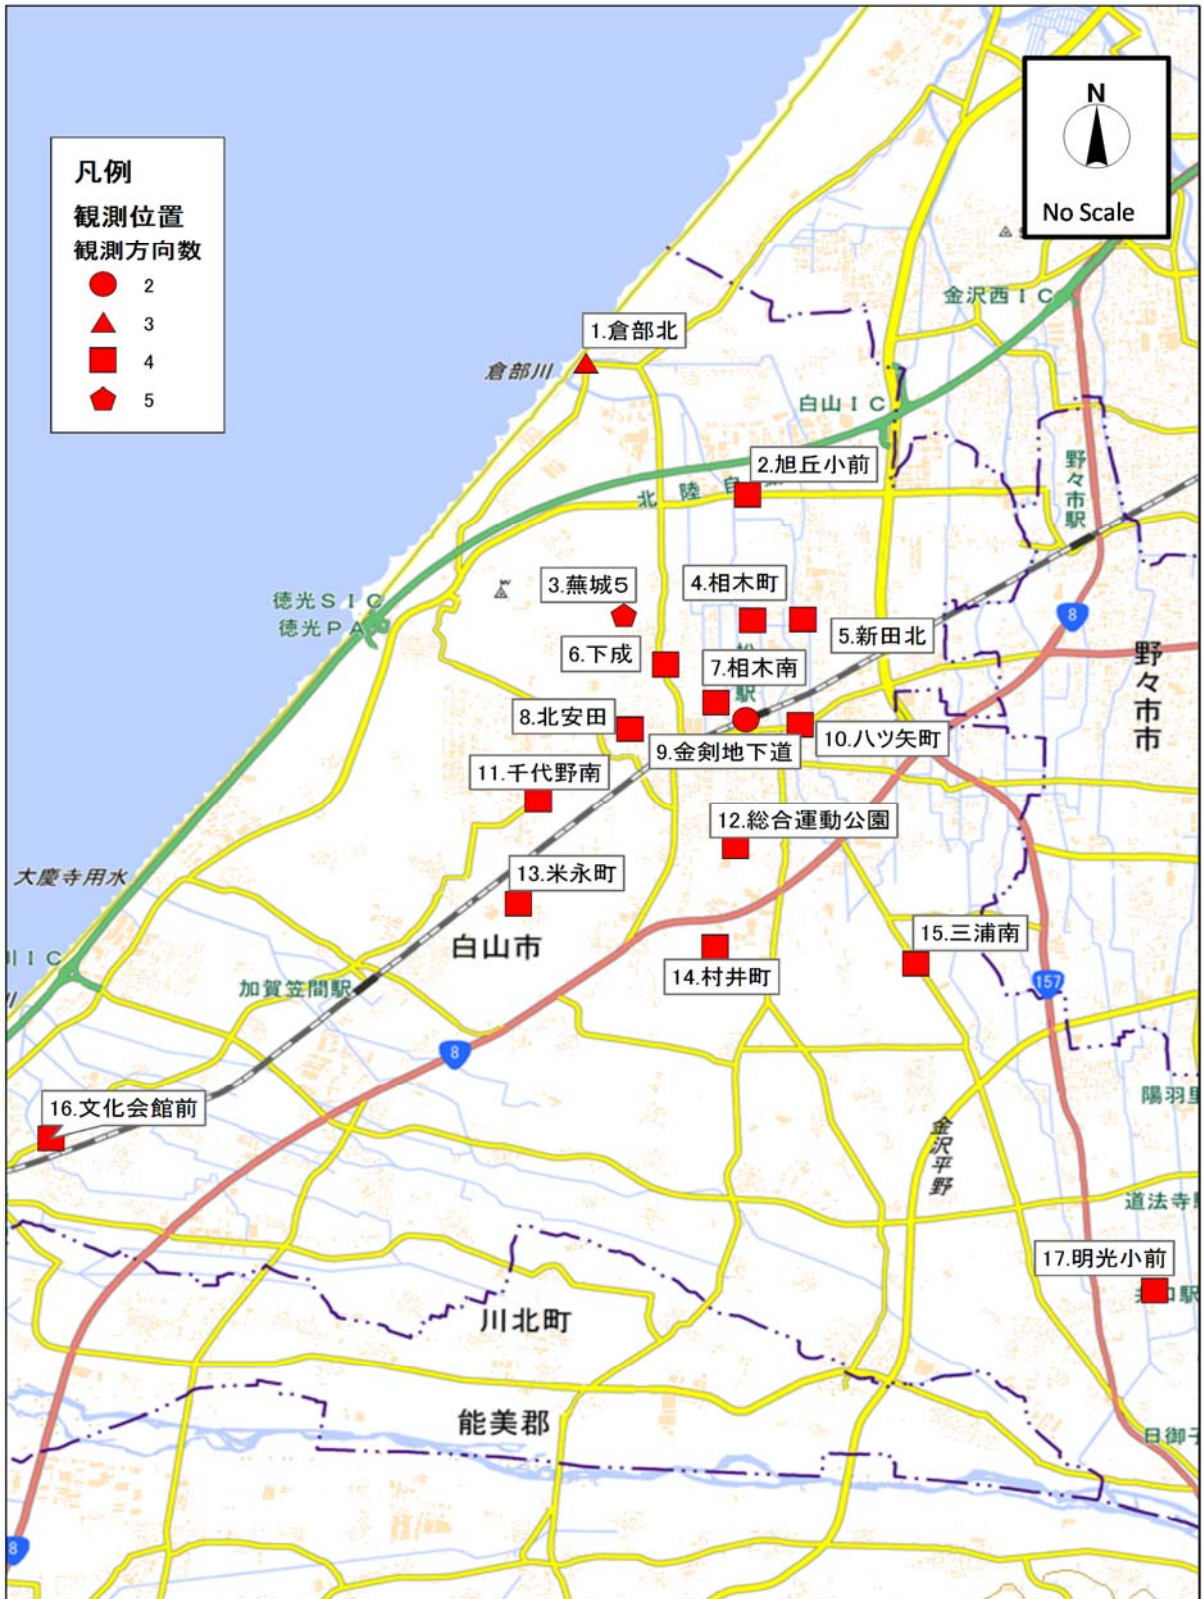 N
No Scale
凡例
観測位置
観測方向数
2
3
4
5
金沢西ＩＣ
1.倉部北
倉部川
白山ＩＣ
2.旭丘小前
北陸自
野々市駅
3.蕪城５
4.相木町
徳光ＳＩＣ
徳光ＰＡ
5.新田北
8
6.下成
7.相木南
駅
野々市市
8.北安田
9.金剣地下道
10.八ツ矢町
11.千代野南
12.総合運動公園
大慶寺用水
13.米永町
白山市
15.三浦南
ＩＣ
14.村井町
加賀笠間駅
157
8
陽羽里
16.文化会館前
金沢平野
道法寺
17.明光小前
口駅
川北町
能美郡
日御子
8